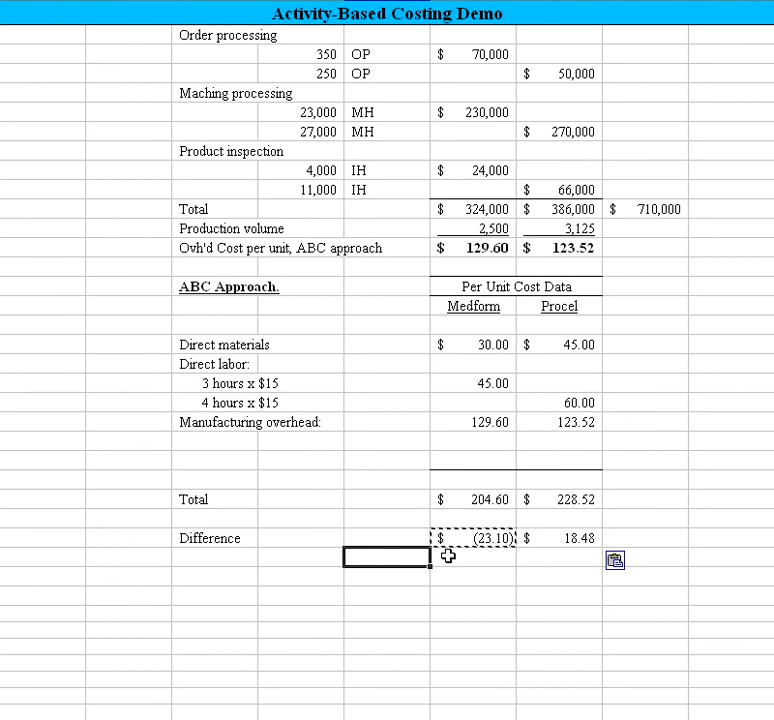 Activity-Based Costing Demo
Order processing
350 OP $ 70,000
250 OP $ 50,000
Maching processing
23,000 MH $ 230,000
27,000 MH $ 270,000
Product inspection
4,000 IH $ 24,000
11,000 IH $ 66,000
Total $ 324,000 $ 386,000 $ 710,000
Production volume 2,500 3,125
Ovh'd Cost per unit, ABC approach $ 129.60 $ 123.52
ABC Approach. Per Unit Cost Data
Medform Procel
Direct materials $ 30.00 $ 45.00
Direct labor:
3 hours x $15 45.00
4 hours x $15 60.00
Manufacturing overhead: 129.60 123.52
Total $ 204.60 $ 228.52
Difference $ (23.10) $ 18.48